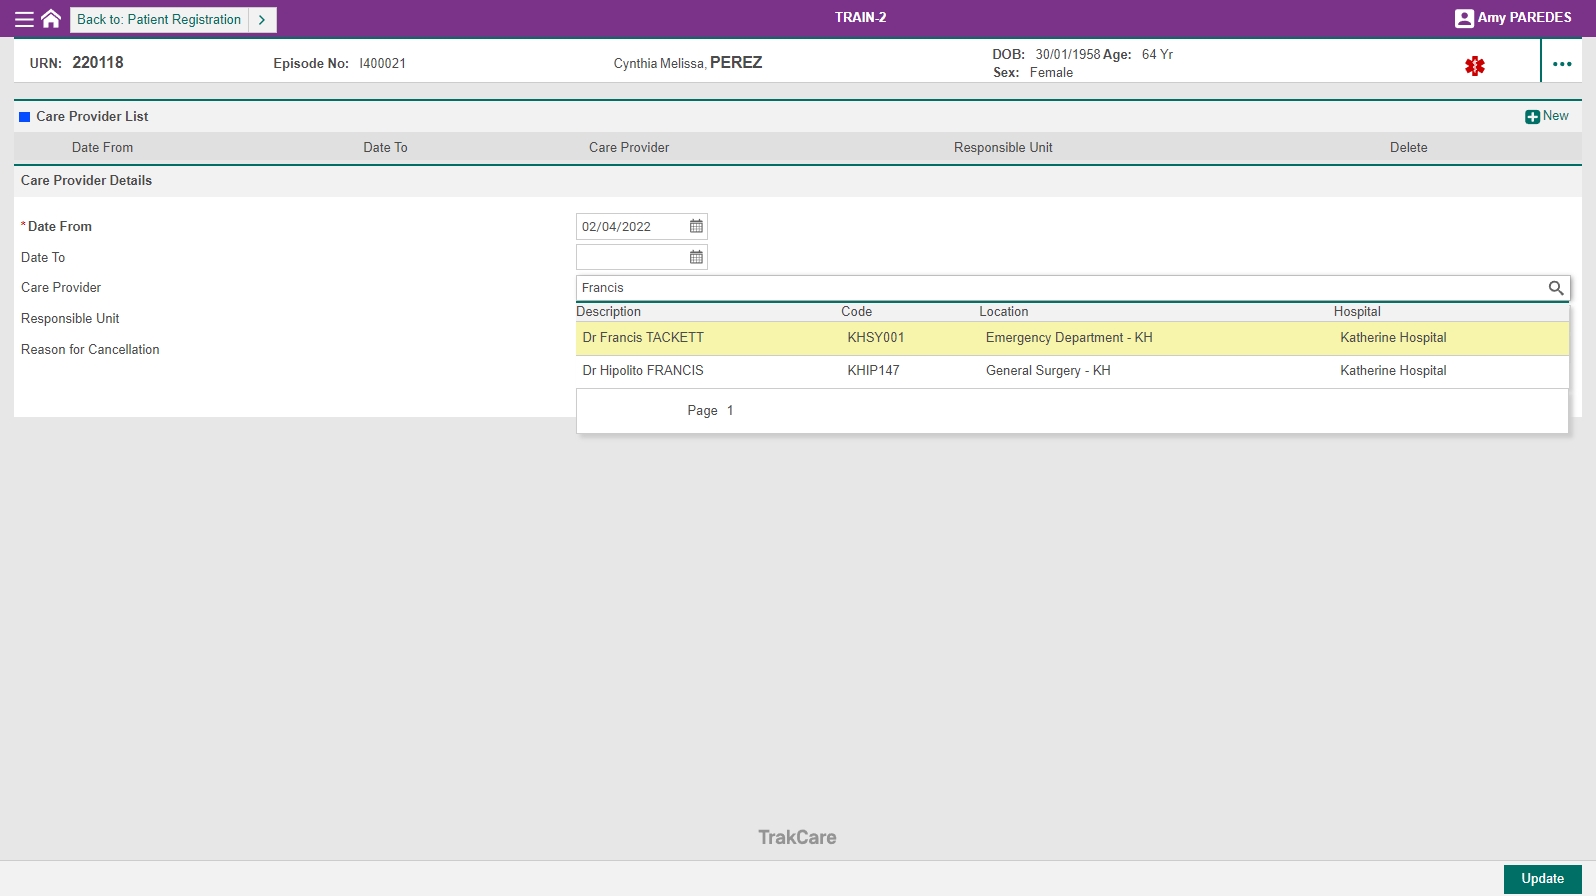 Back to: Patient Registration
TRAIN-2
Amy PAREDES
URN: 220118 Episode No: I400021 Cynthia Melissa, PEREZ DOB: 30/01/1958 Age: 64 Yr
Sex: Female
Care Provider List
New
Date From Date To Care Provider Responsible Unit Delete
Care Provider Details
*Date From 02/04/2022
Date To
Care Provider Francis
Description Code Location Hospital
Responsible Unit
Dr Francis TACKETT KHSY001 Emergency Department - KH Katherine Hospital
Reason for Cancellation
Dr Hipolito FRANCIS KHIP147 General Surgery - KH Katherine Hospital
Page 1
TrakCare
Update